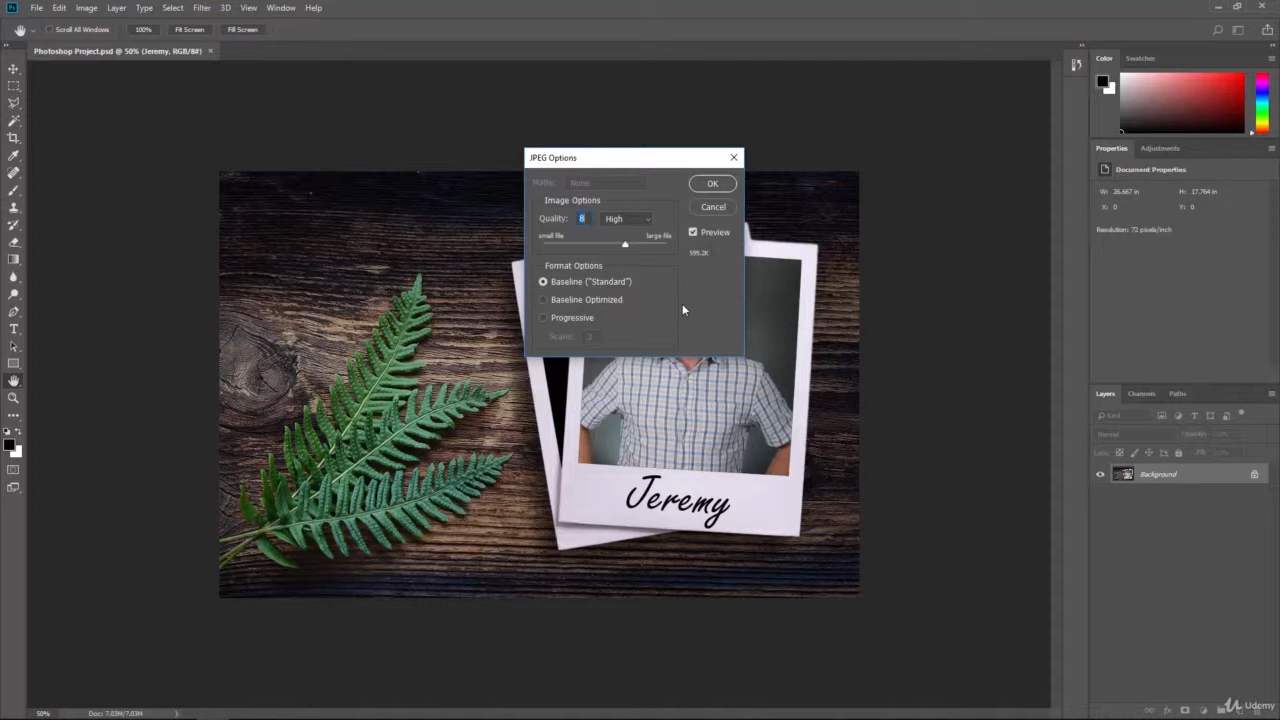 Ps File Edit Image Layer Type Select Filter 3D View Window Help
Scroll All Windows 100% Fit Screen Fill Screen
Photoshop Project.psd @ 50% (Jeremy, RGB/8#) ×
Color Swatches
JPEG Options
Matte: None
OK
Image Options
Cancel
Quality: 8 High
Preview
small file large file
599.2K
Format Options
Baseline ("Standard")
Baseline Optimized
Progressive
Scans: 3
Jeremy
Properties Adjustments
Document Properties
W: 26.667 in H: 17.764 in
X: 0 Y: 0
Resolution: 72 pixels/inch
Layers Channels Paths
Kind
Normal Opacity:
Lock: Fill:
Background
50% Doc: 7.03M/7.03M
Udemy